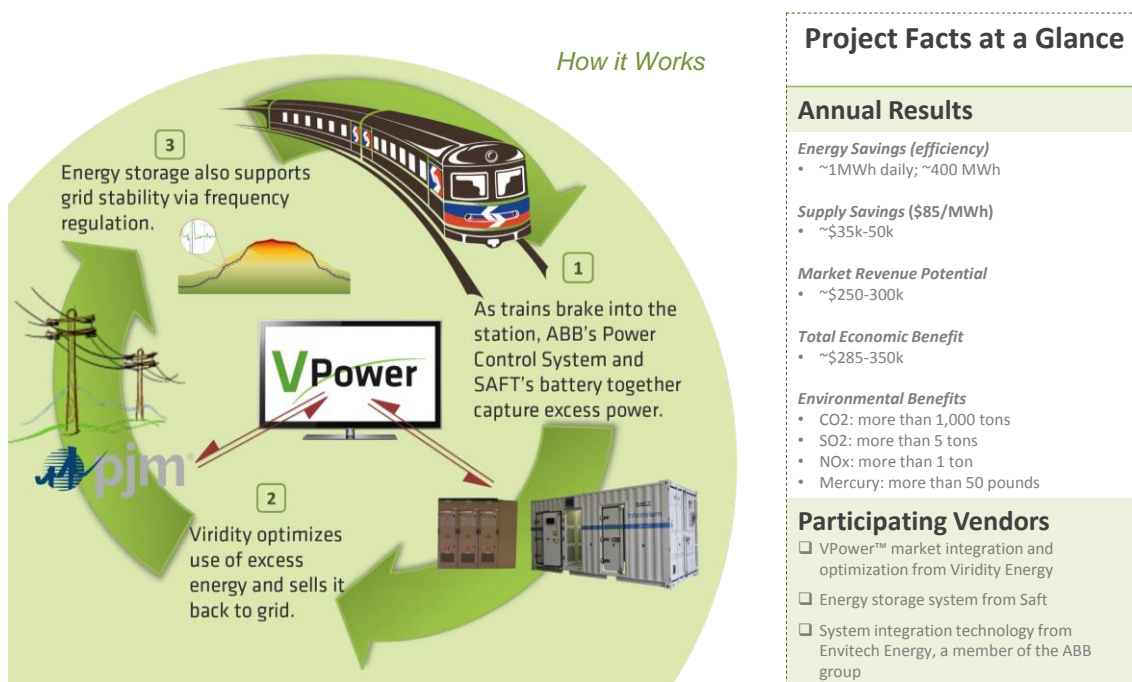 How it Works
3
Energy storage also supports
grid stability via frequency
regulation.
1
As trains brake into the
station, ABB's Power
Control System and
SAFT's battery together
capture excess power.
VPower
pjm®
2
Viridity optimizes
use of excess
energy and sells it
back to grid.
Project Facts at a Glance
Annual Results
Energy Savings (efficiency)
• ~1MWh daily; ~400 MWh
Supply Savings ($85/MWh)
• ~$35k-50k
Market Revenue Potential
• ~$250-300k
Total Economic Benefit
• ~$285-350k
Environmental Benefits
• CO2: more than 1,000 tons
• SO2: more than 5 tons
• NOx: more than 1 ton
• Mercury: more than 50 pounds
Participating Vendors
❑ VPower™ market integration and
optimization from Viridity Energy
❑ Energy storage system from Saft
❑ System integration technology from
Envitech Energy, a member of the ABB
group